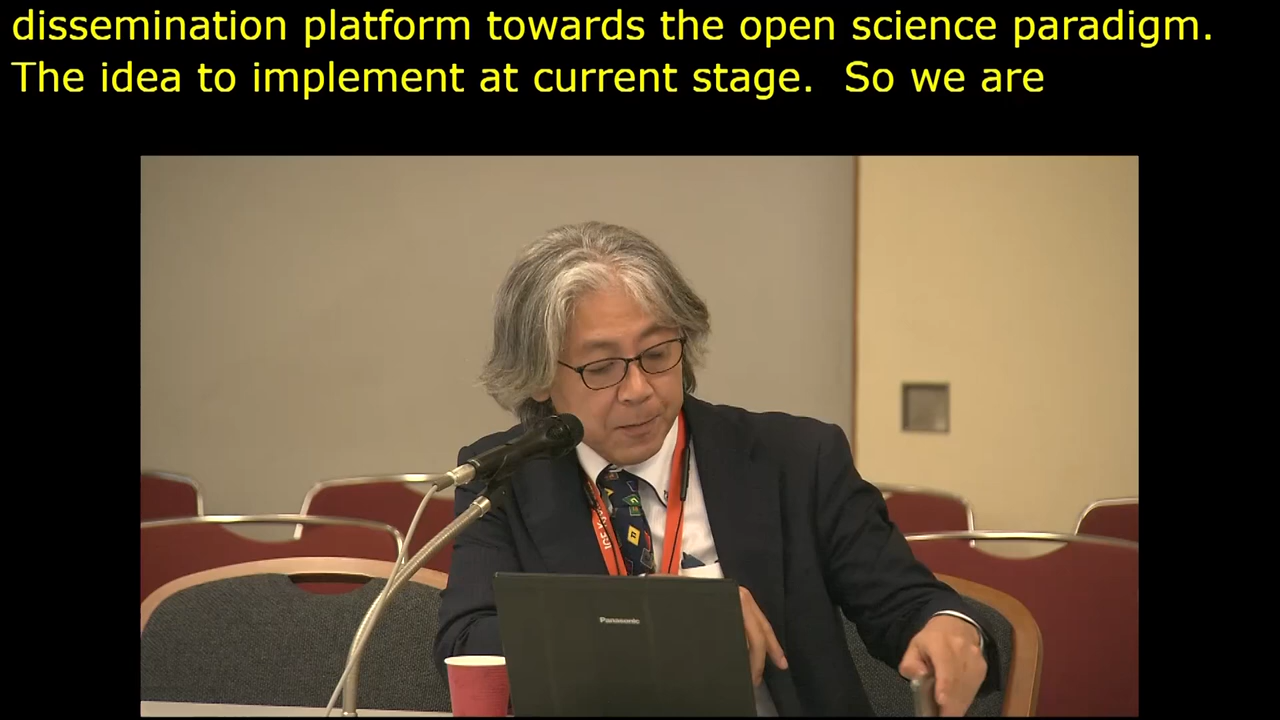 dissemination platform towards the open science paradigm.
The idea to implement at current stage.  So we are
Panasonic